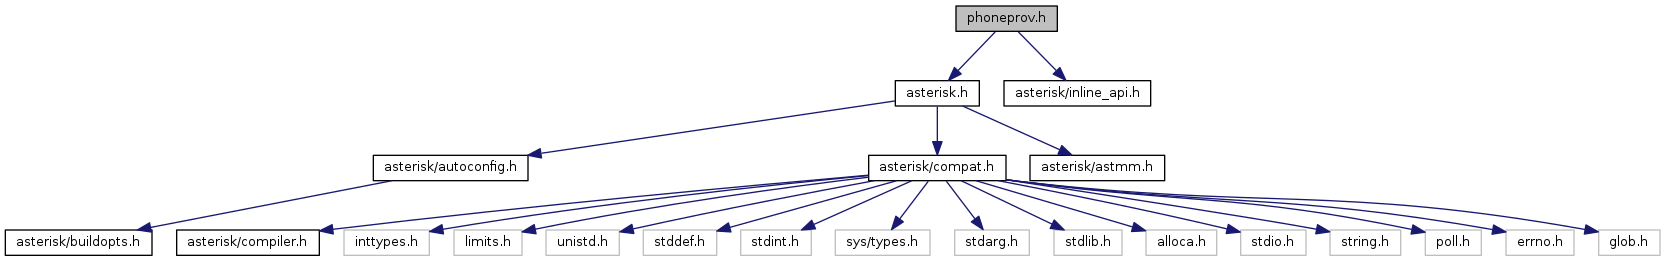 phoneprov.h
asterisk.h
asterisk/inline_api.h
asterisk/autoconfig.h
asterisk/compat.h
asterisk/astmm.h
asterisk/buildopts.h
asterisk/compiler.h
inttypes.h
limits.h
unistd.h
stddef.h
stdint.h
sys/types.h
stdarg.h
stdlib.h
alloca.h
stdio.h
string.h
poll.h
errno.h
glob.h